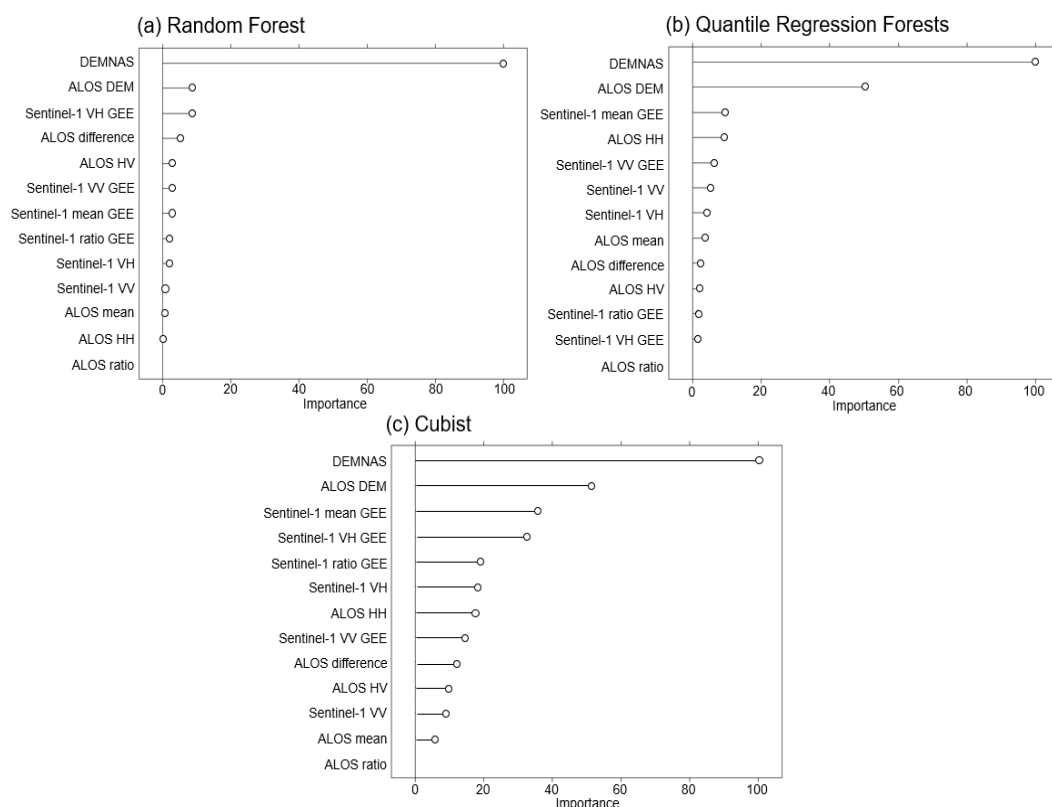 (a) Random Forest
DEMNAS
ALOS DEM
Sentinel-1 VH GEE
ALOS difference
ALOS HV
Sentinel-1 VV GEE
Sentinel-1 mean GEE
Sentinel-1 ratio GEE
Sentinel-1 VH
Sentinel-1 VV
ALOS mean
ALOS HH
ALOS ratio
0 20 40 60 80 100
Importance
(b) Quantile Regression Forests
DEMNAS
ALOS DEM
Sentinel-1 mean GEE
ALOS HH
Sentinel-1 VV GEE
Sentinel-1 VV
Sentinel-1 VH
ALOS mean
ALOS difference
ALOS HV
Sentinel-1 ratio GEE
Sentinel-1 VH GEE
ALOS ratio
0 20 40 60 80 100
Importance
(c) Cubist
DEMNAS
ALOS DEM
Sentinel-1 mean GEE
Sentinel-1 VH GEE
Sentinel-1 ratio GEE
Sentinel-1 VH
ALOS HH
Sentinel-1 VV GEE
ALOS difference
ALOS HV
Sentinel-1 VV
ALOS mean
ALOS ratio
0 20 40 60 80 100
Importance